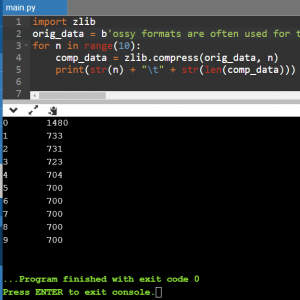 main.py
1 import zlib
2 orig_data = b'ossy formats are often used for t
3 for n in range(10):
4 comp_data = zlib.compress(orig_data, n)
5 print(str(n) + "\t" + str(len(comp_data)))
6
7
0 1480
1 733
2 731
3 723
4 704
5 700
6 700
7 700
8 700
9 700
...Program finished with exit code 0
Press ENTER to exit console.